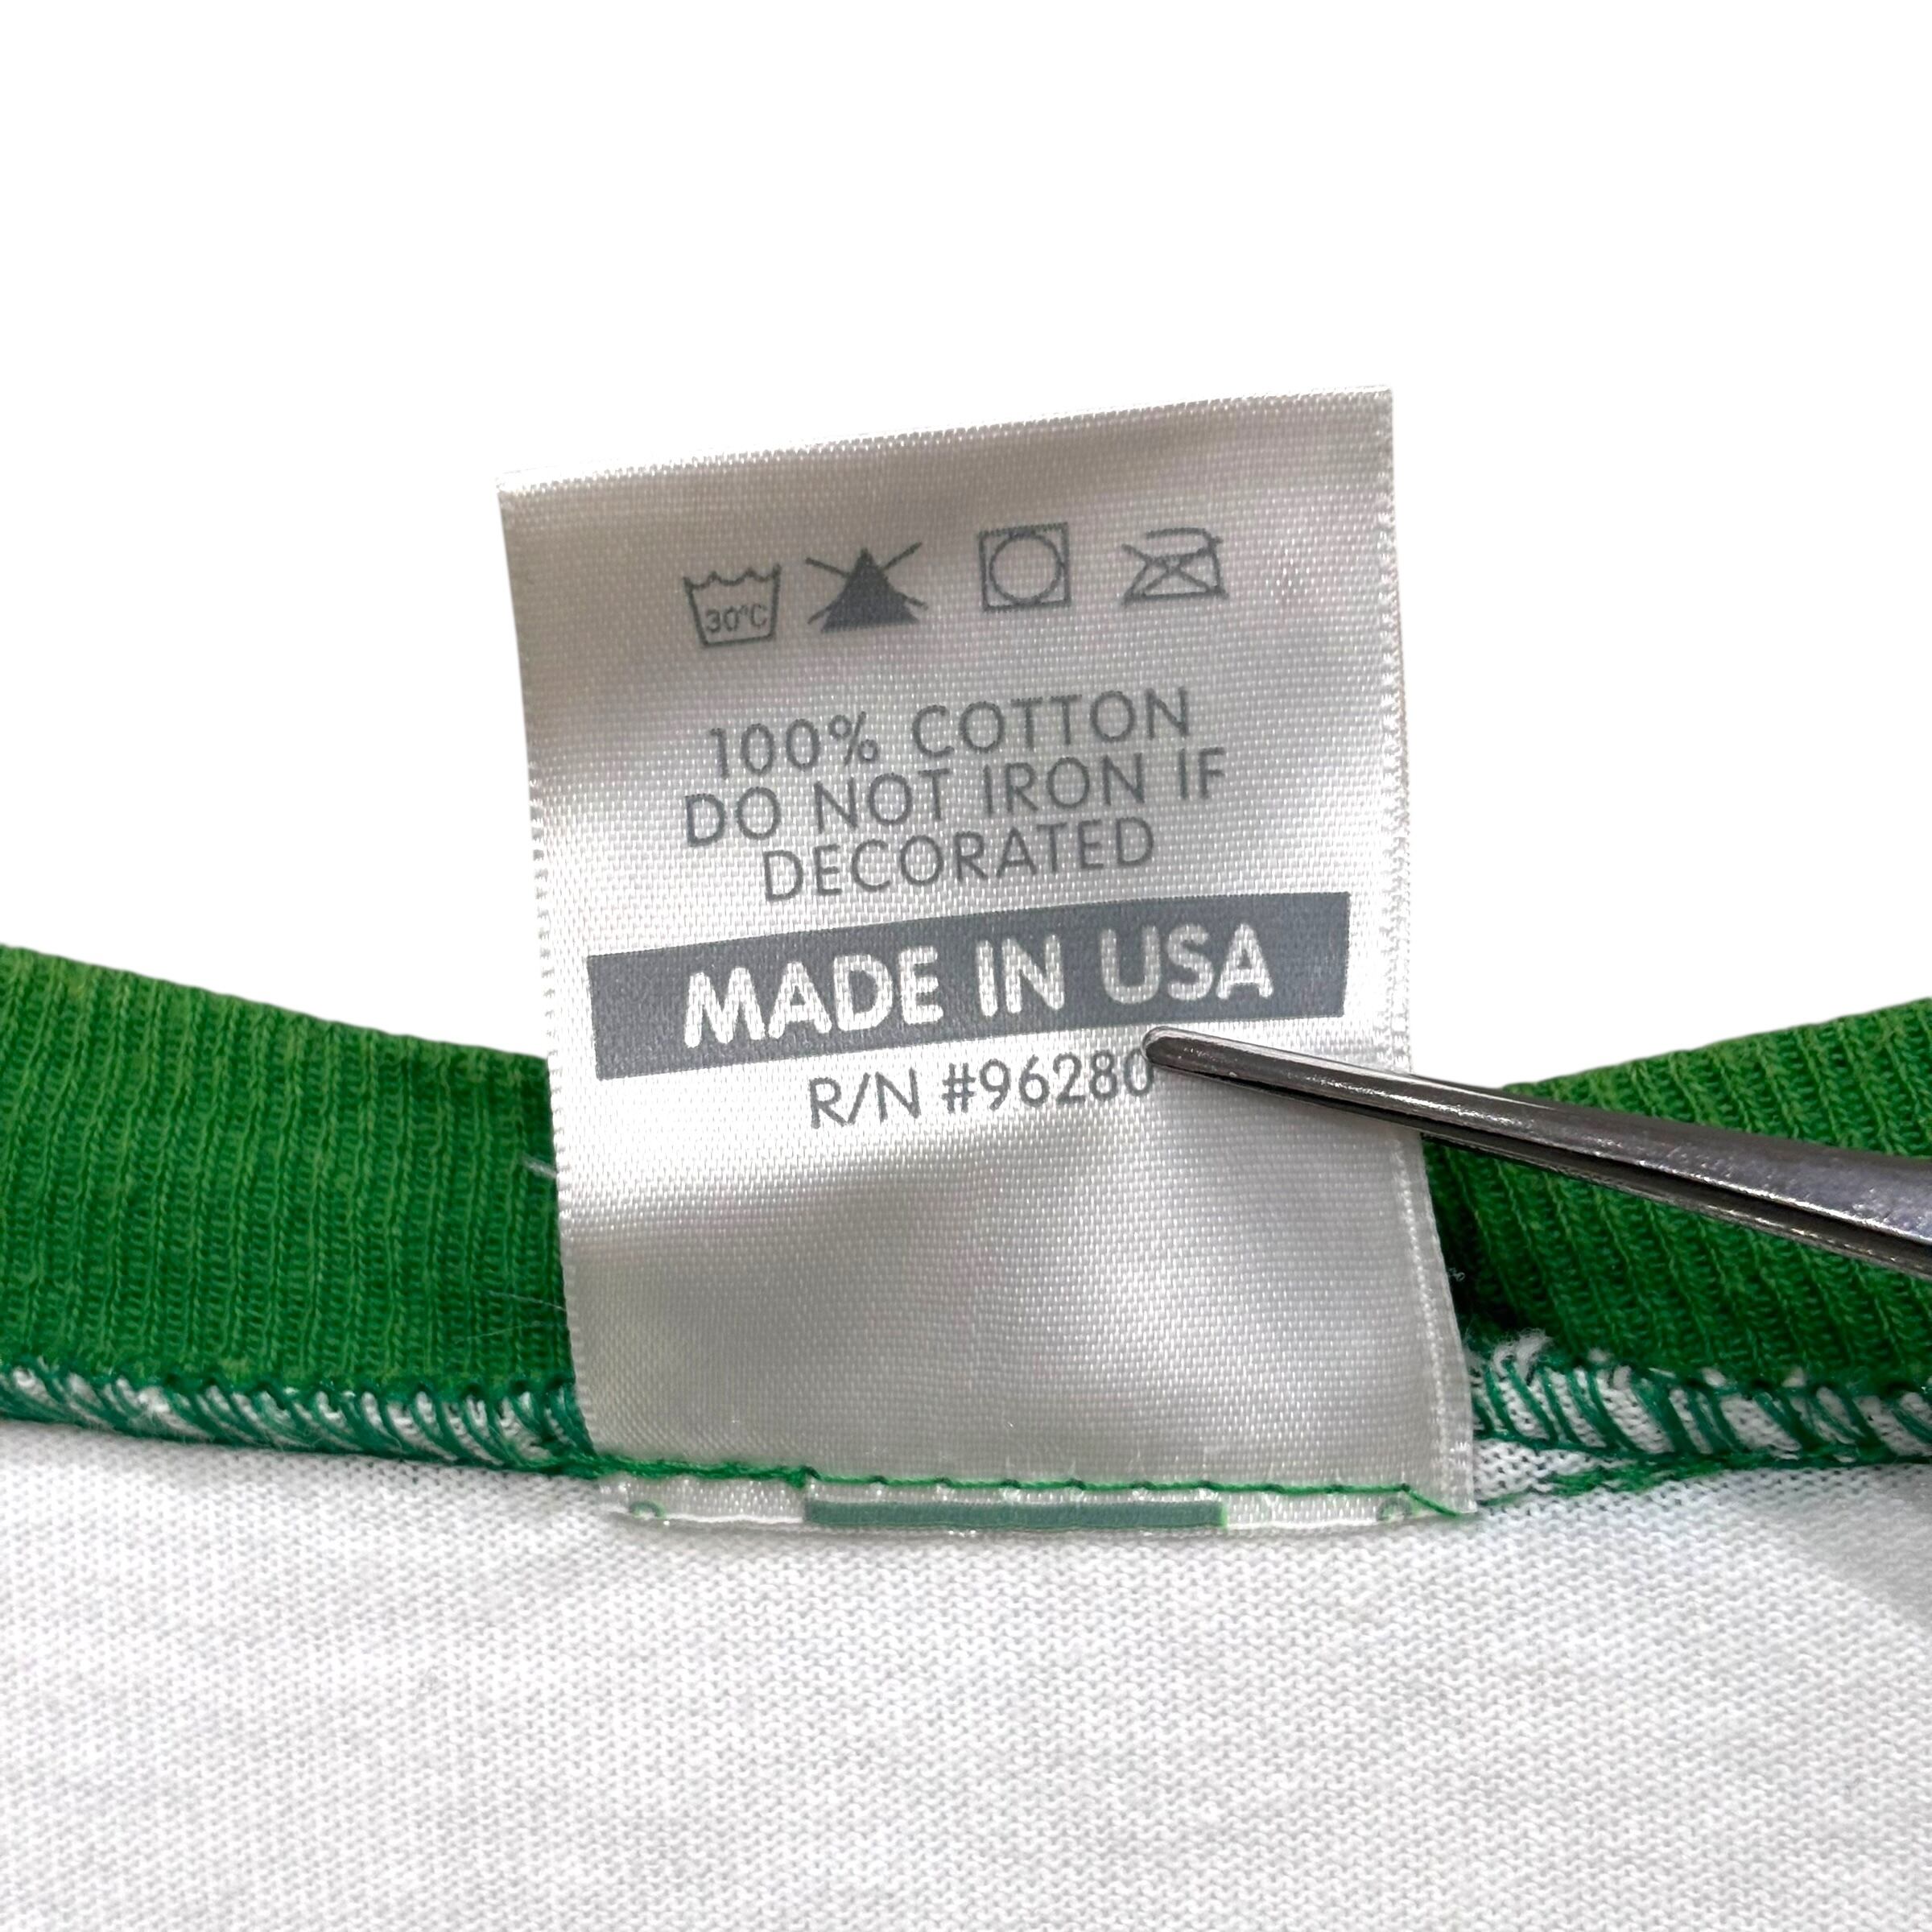 30°C
100% COTTON
DO NOT IRON IF
DECORATED
MADE IN USA
R/N #96280